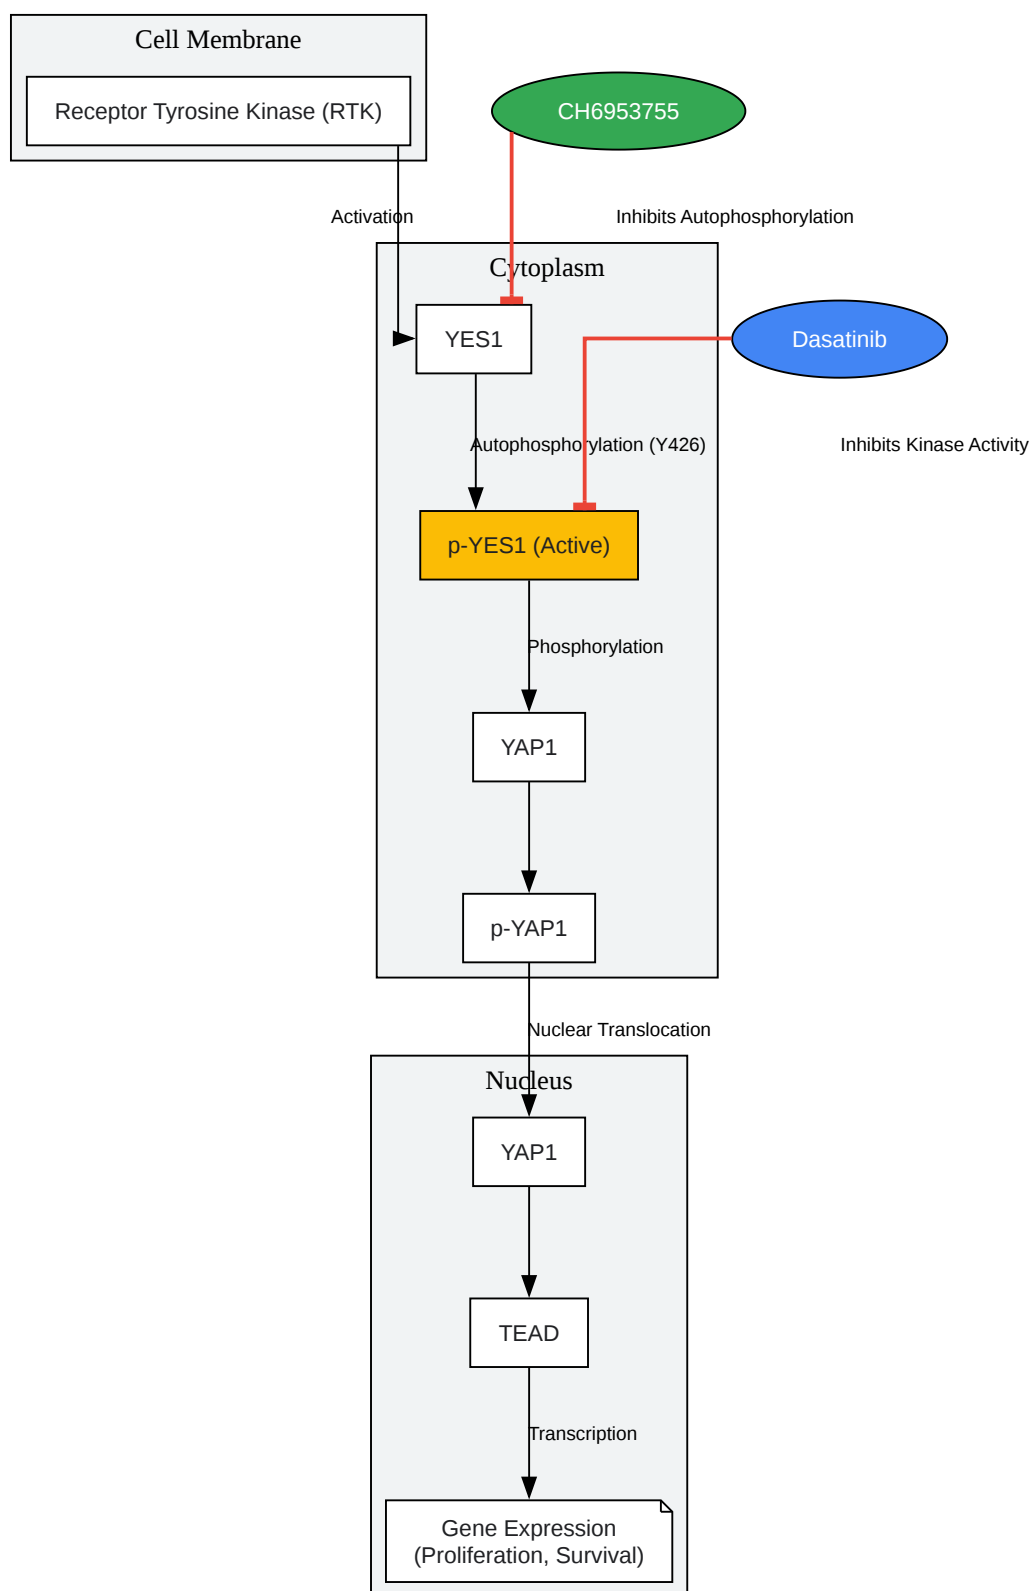 Cell Membrane
Receptor Tyrosine Kinase (RTK)
CH6953755
Activation
Inhibits Autophosphorylation
Cytoplasm
YES1
Dasatinib
Autophosphorylation (Y426)
Inhibits Kinase Activity
p-YES1 (Active)
Phosphorylation
YAP1
p-YAP1
Nuclear Translocation
Nucleus
YAP1
TEAD
Transcription
Gene Expression
(Proliferation, Survival)